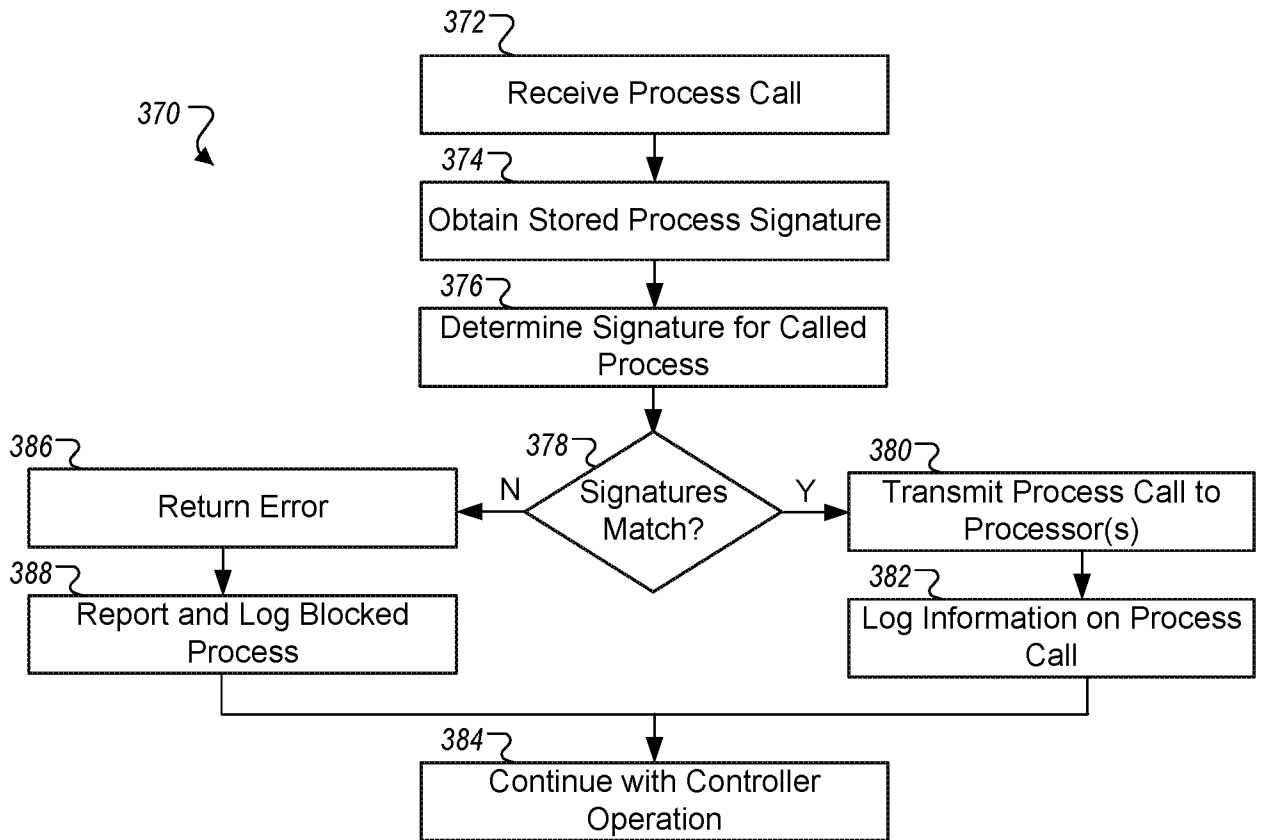 372
Receive Process Call
370
374
Obtain Stored Process Signature
376
Determine Signature for Called
Process
378
Signatures
Match?
N
Y
386
Return Error
380
Transmit Process Call to
Processor(s)
388
Report and Log Blocked
Process
382
Log Information on Process
Call
384
Continue with Controller
Operation